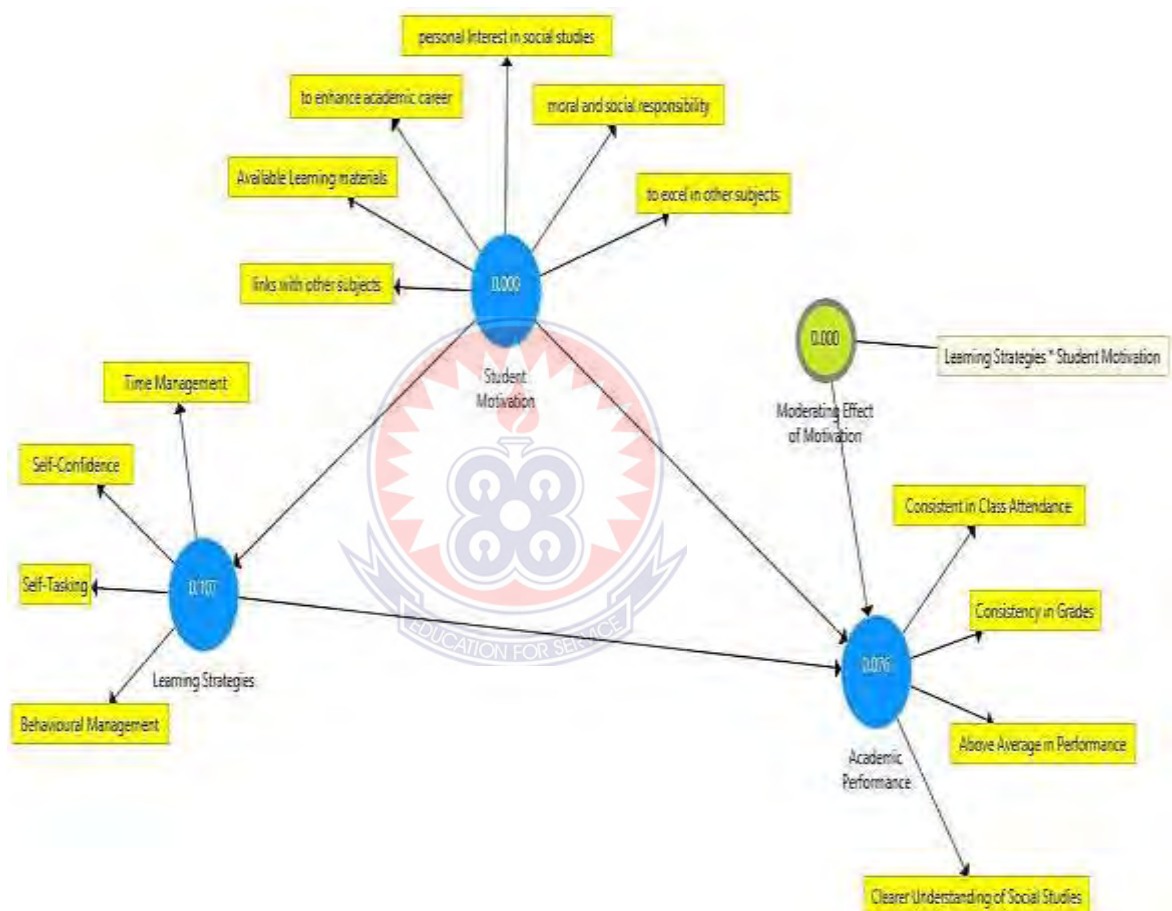 personal Interest in social studies
to enhance academic career
moral and social responsibility
Available Learning materials
to excel in other subjects
links with other subjects
0.000
Student
Motivation
0.000
Learning Strategies * Student Motivation
Moderating Effect
of Motivation
Time Management
Self-Confidence
Self-Tasking
Behavioural Management
0.107
Learning Strategies
Consistent in Class Attendance
Consistency in Grades
Above Average in Performance
Clearer Understanding of Social Studies
0.076
Academic
Performance
EDUCATION FOR SERVICE